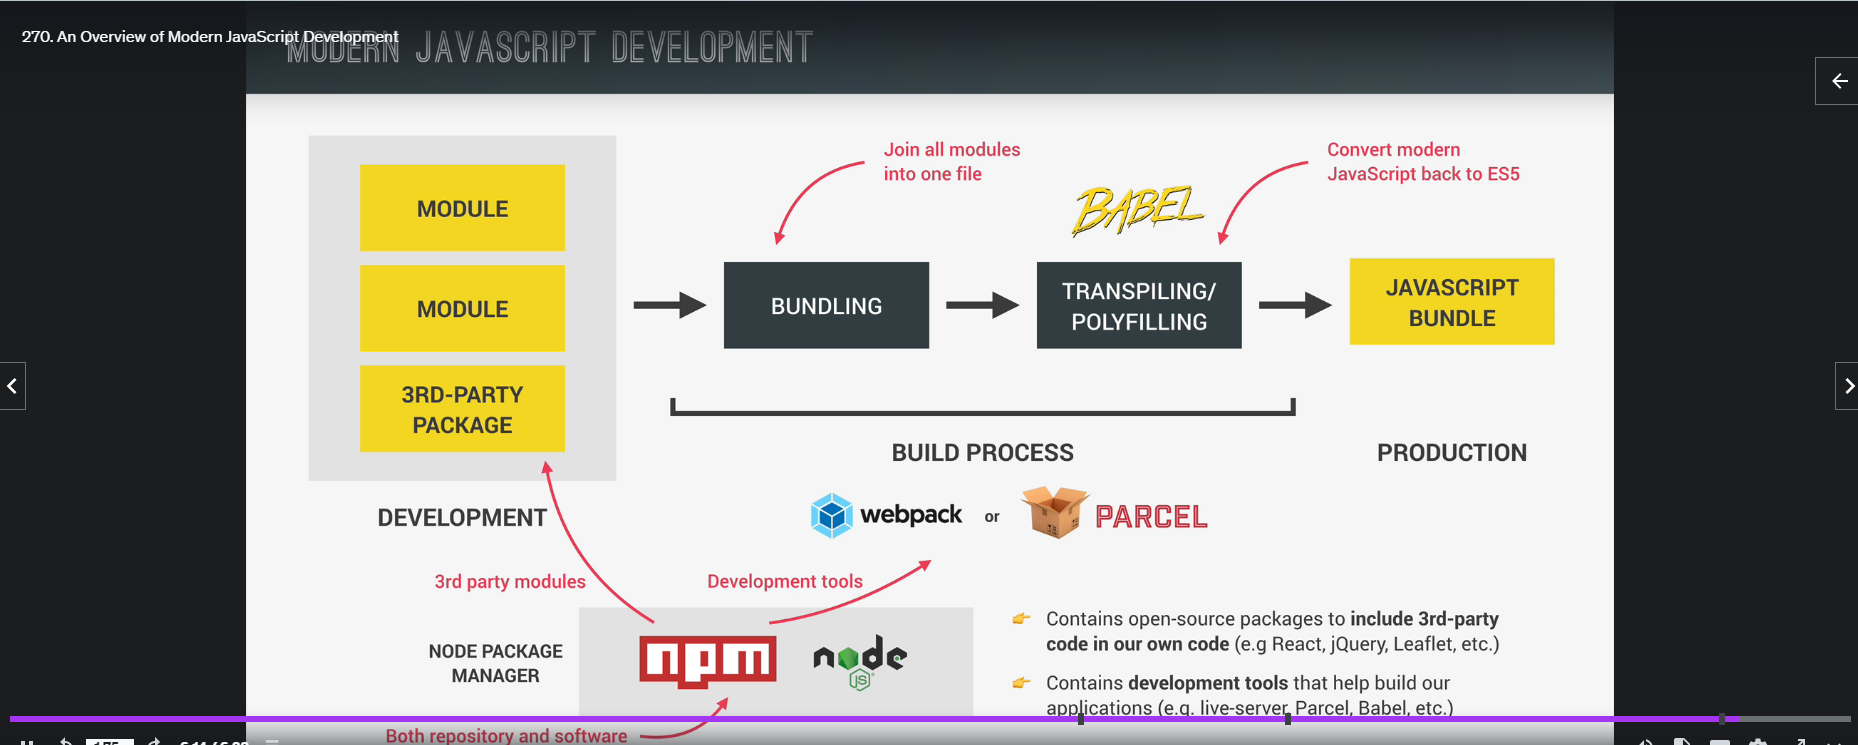 270. An Overview of Modern JavaScript Development
MODERN JAVASCRIPT DEVELOPMENT
MODULE
MODULE
3RD-PARTY
PACKAGE
DEVELOPMENT
Join all modules
into one file
BUNDLING
BABEL
Convert modern
JavaScript back to ES5
TRANSPILING/
POLYFILLING
JAVASCRIPT
BUNDLE
BUILD PROCESS
PRODUCTION
webpack or PARCEL
3rd party modules
Development tools
NODE PACKAGE
MANAGER
npm
node
JS
Contains open-source packages to include 3rd-party
code in our own code (e.g React, jQuery, Leaflet, etc.)
Contains development tools that help build our
applications (e.g. live-server, Parcel, Babel, etc.)
Both repository and software